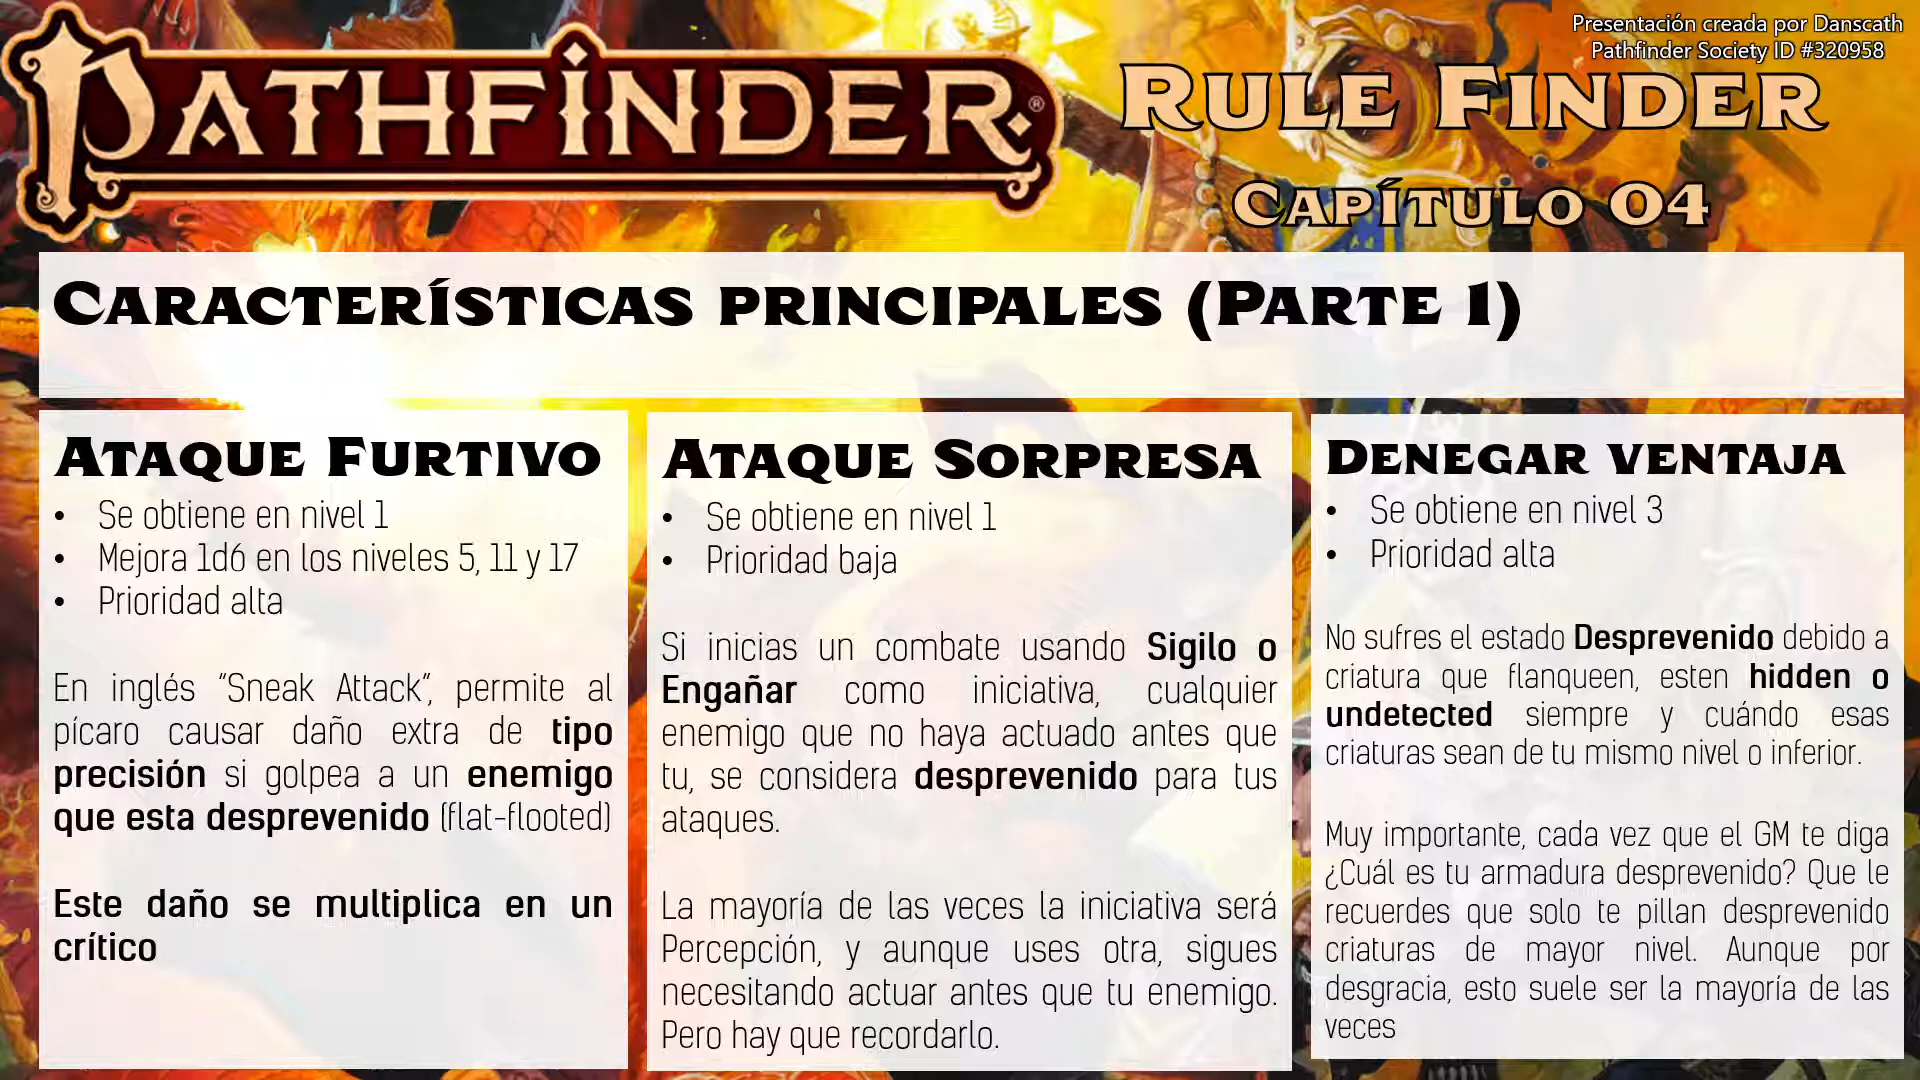 Presentación creada por Danscath
Pathfinder Society ID #320958
PATHFINDER®
RULE FINDER
CAPÍTULO 04
CARACTERÍSTICAS PRINCIPALES (PARTE 1)
ATAQUE FURTIVO
• Se obtiene en nivel 1
• Mejora 1d6 en los niveles 5, 11 y 17
• Prioridad alta
En inglés “Sneak Attack”, permite al
pícaro causar daño extra de tipo
precisión si golpea a un enemigo
que esta desprevenido (flat-flooted)
Este daño se multiplica en un
crítico
ATAQUE SORPRESA
• Se obtiene en nivel 1
• Prioridad baja
Si inicias un combate usando Sigilo o
Engañar como iniciativa, cualquier
enemigo que no haya actuado antes que
tu, se considera desprevenido para tus
ataques.
La mayoría de las veces la iniciativa será
Percepción, y aunque uses otra, sigues
necesitando actuar antes que tu enemigo.
Pero hay que recordarlo.
DENEGAR VENTAJA
• Se obtiene en nivel 3
• Prioridad alta
No sufres el estado Desprevenido debido a
criatura que flanqueen, esten hidden o
undetected siempre y cuándo esas
criaturas sean de tu mismo nivel o inferior.
Muy importante, cada vez que el GM te diga
¿Cuál es tu armadura desprevenido? Que le
recuerdes que solo te pillan desprevenido
criaturas de mayor nivel. Aunque por
desgracia, esto suele ser la mayoría de las
veces